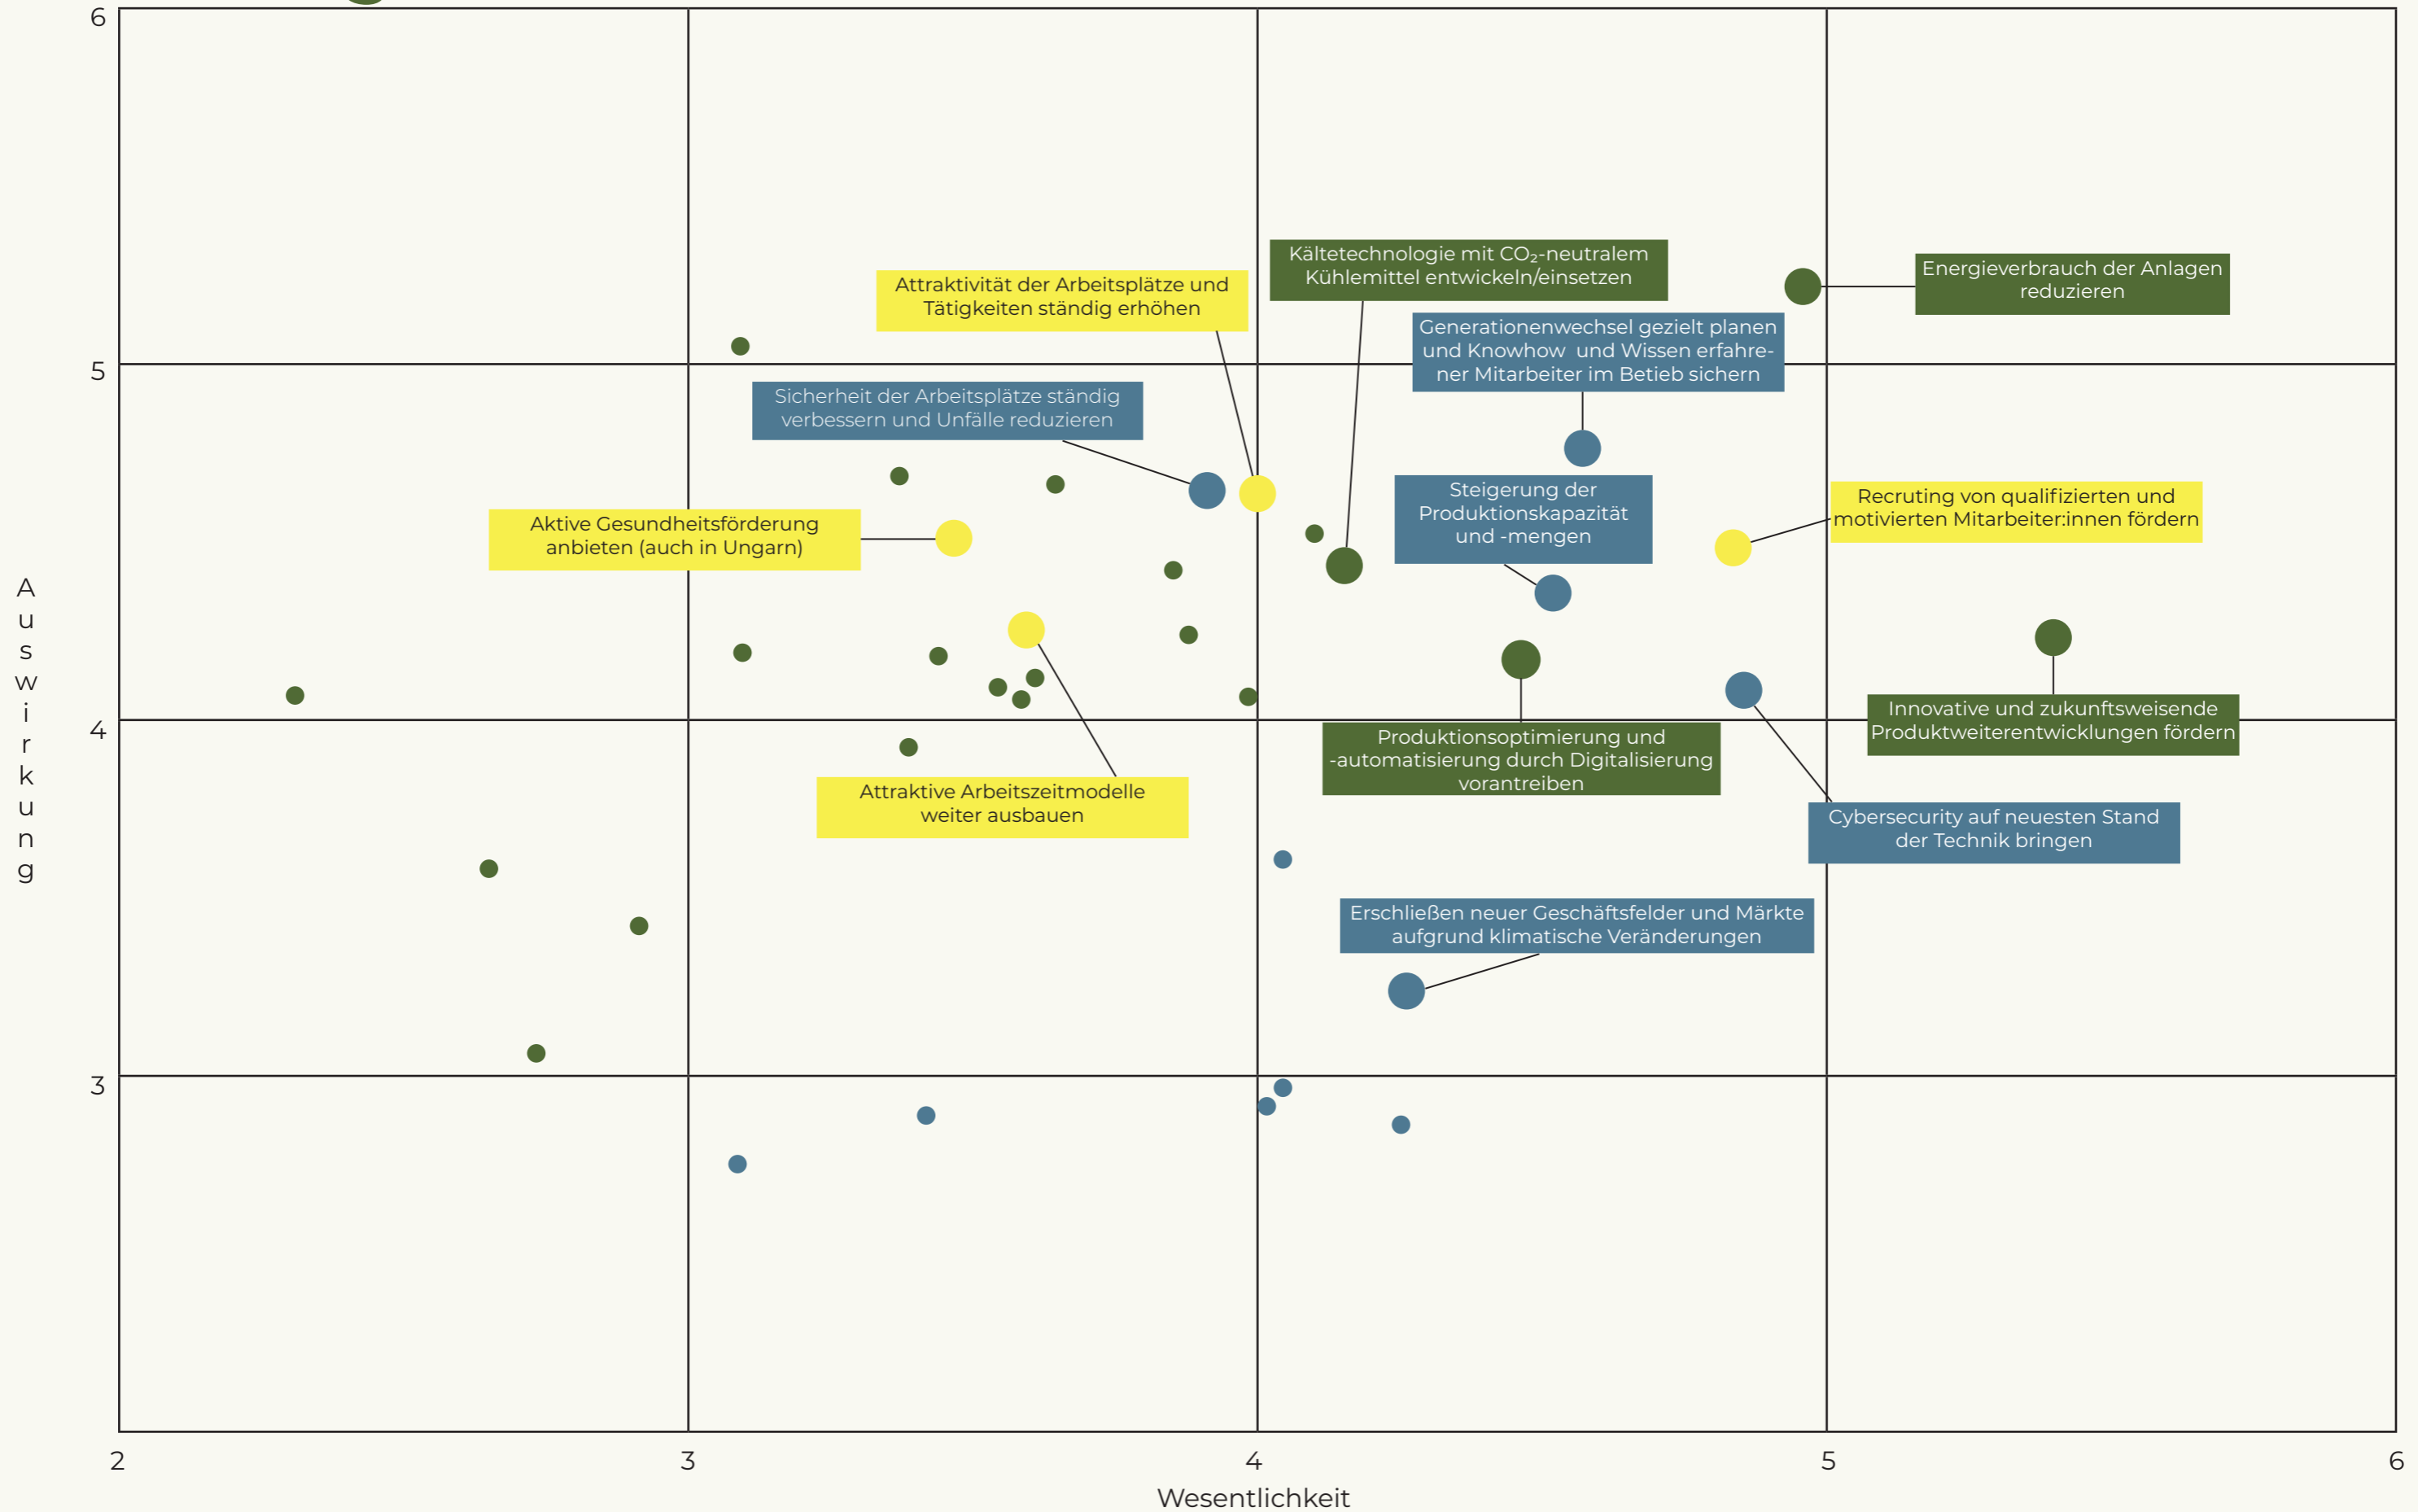 6
5
4
3
A
u
s
w
i
r
k
u
n
g
Kältetechnologie mit CO₂-neutralem
Kühlemittel entwickeln/einsetzen
Energieverbrauch der Anlagen
reduzieren
Attraktivität der Arbeitsplätze und
Tätigkeiten ständig erhöhen
Generationenwechsel gezielt planen
und Knowhow und Wissen erfahre-
ner Mitarbeiter im Betieb sichern
Sicherheit der Arbeitsplätze ständig
verbessern und Unfälle reduzieren
Steigerung der
Produktionskapazität
und -mengen
Recruting von qualifizierten und
motivierten Mitarbeiter:innen fördern
Aktive Gesundheitsförderung
anbieten (auch in Ungarn)
Innovative und zukunftsweisende
Produktweiterentwicklungen fördern
Produktionsoptimierung und
-automatisierung durch Digitalisierung
vorantreiben
Attraktive Arbeitszeitmodelle
weiter ausbauen
Cybersecurity auf neuesten Stand
der Technik bringen
Erschließen neuer Geschäftsfelder und Märkte
aufgrund klimatische Veränderungen
2
3
4
5
6
Wesentlichkeit